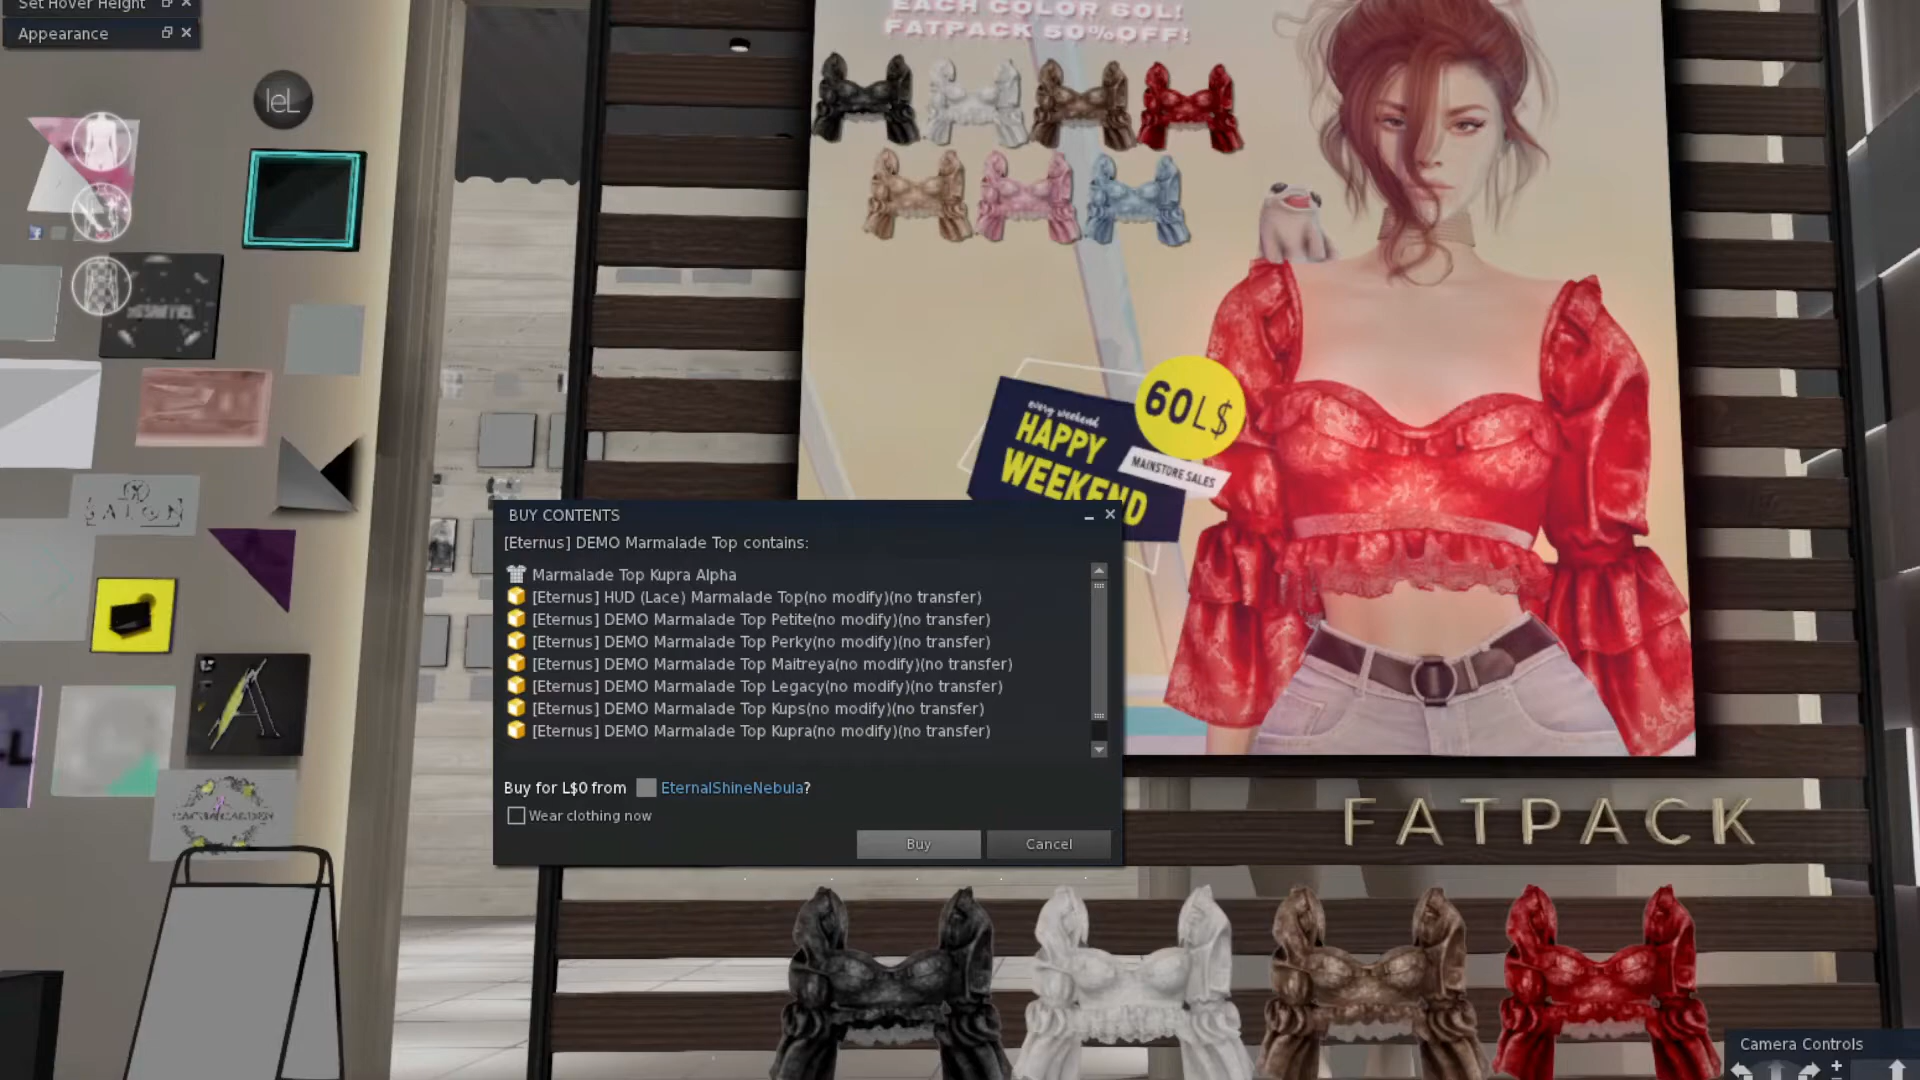 Set Hover Height
Appearance
leL
EACH COLOR 60L!
FATPACK 50%OFF!
60L$
every weekend
HAPPY
WEEKEND
MAINSTORE SALES
BUY CONTENTS
[Eternus] DEMO Marmalade Top contains:
Marmalade Top Kupra Alpha
[Eternus] HUD (Lace) Marmalade Top(no modify)(no transfer)
[Eternus] DEMO Marmalade Top Petite(no modify)(no transfer)
[Eternus] DEMO Marmalade Top Perky(no modify)(no transfer)
[Eternus] DEMO Marmalade Top Maitreya(no modify)(no transfer)
[Eternus] DEMO Marmalade Top Legacy(no modify)(no transfer)
[Eternus] DEMO Marmalade Top Kups(no modify)(no transfer)
[Eternus] DEMO Marmalade Top Kupra(no modify)(no transfer)
Buy for L$0 from EternalShineNebula?
Wear clothing now
Buy
Cancel
FATPACK
Camera Controls